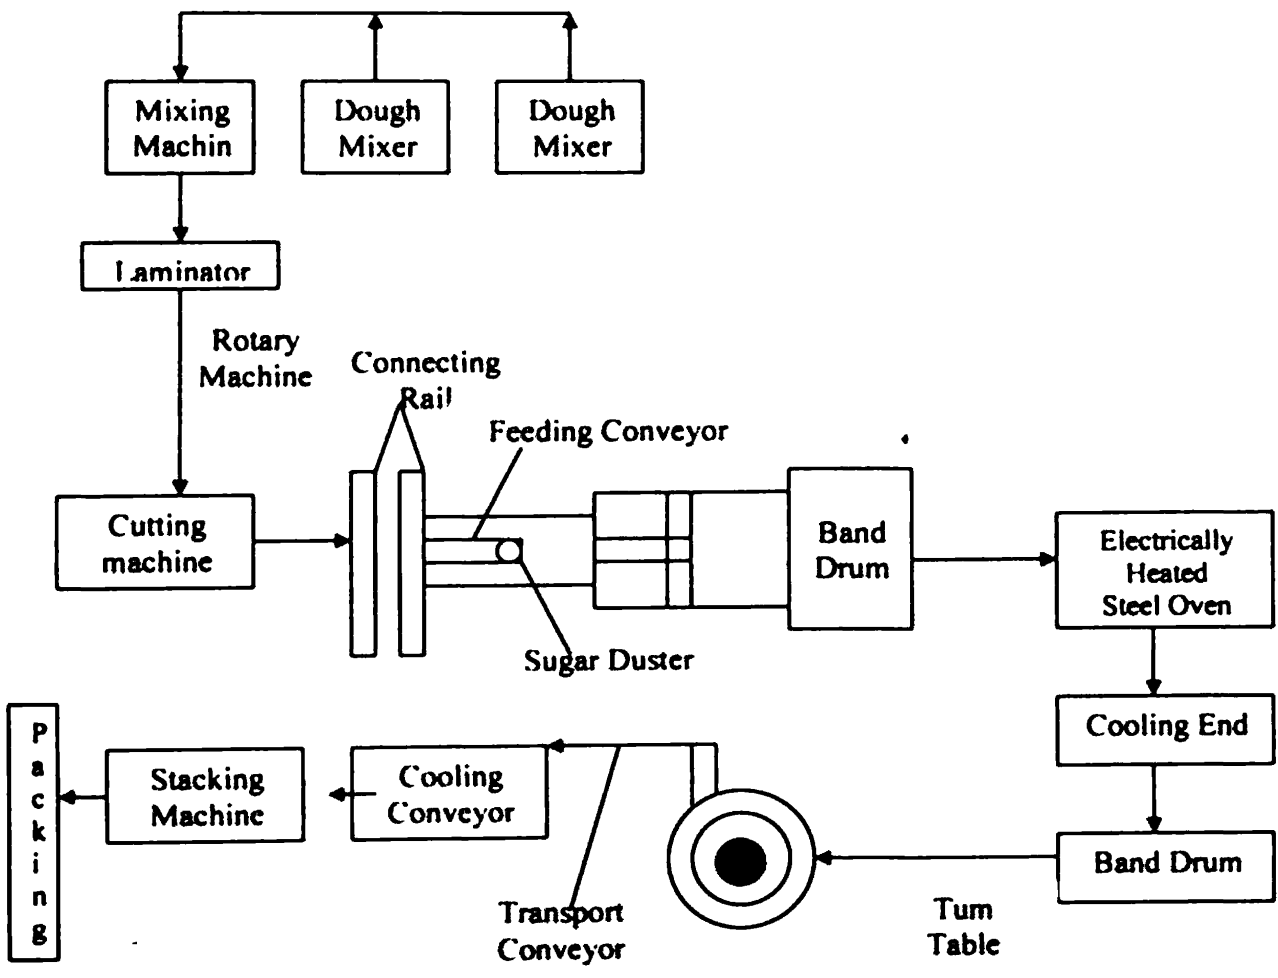 Mixing
Machin
Dough
Mixer
Dough
Mixer
Laminator
Rotary
Machine
Connecting
Rail
Feeding Conveyor
Cutting
machine
Band
Drum
Electrically
Heated
Steel Oven
Sugar Duster
Cooling End
P
a
c
k
i
n
g
Stacking
Machine
Cooling
Conveyor
Band Drum
Transport
Conveyor
Tum
Table